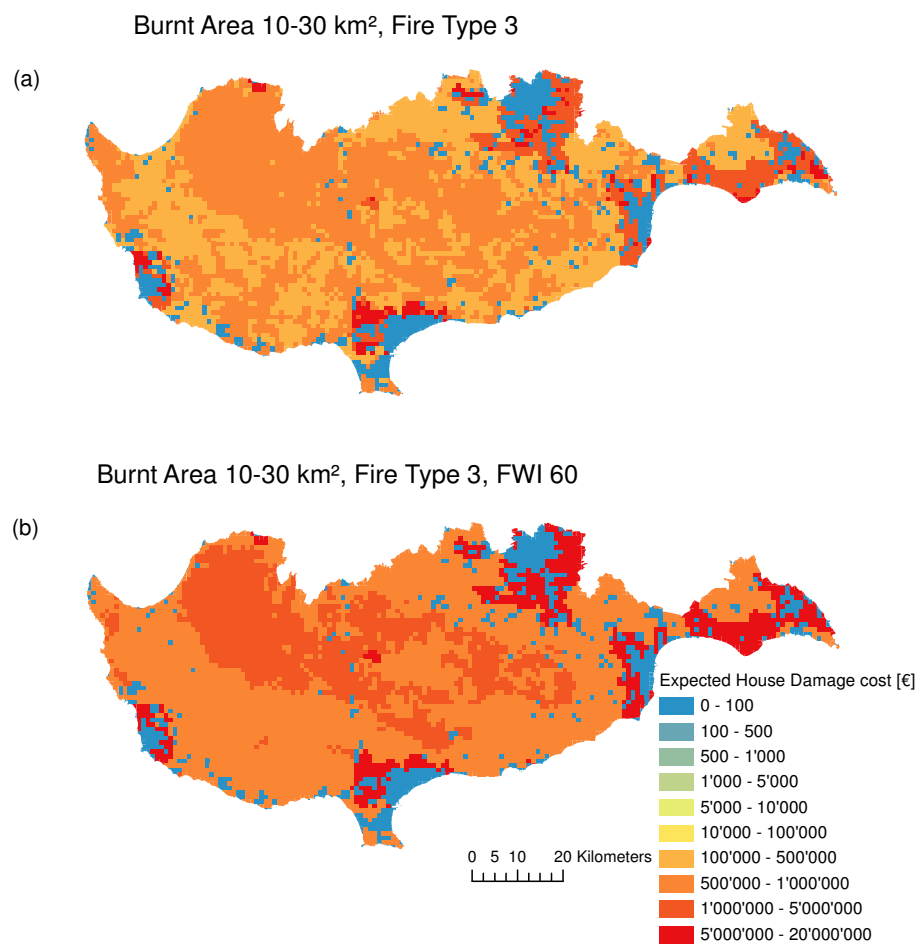 Burnt Area 10-30 km², Fire Type 3
(a)
Burnt Area 10-30 km², Fire Type 3, FWI 60
(b)
Expected House Damage cost [€]
0 - 100
100 - 500
500 - 1'000
1'000 - 5'000
5'000 - 10'000
10'000 - 100'000
100'000 - 500'000
500'000 - 1'000'000
1'000'000 - 5'000'000
5'000'000 - 20'000'000
0 5 10 20 Kilometers